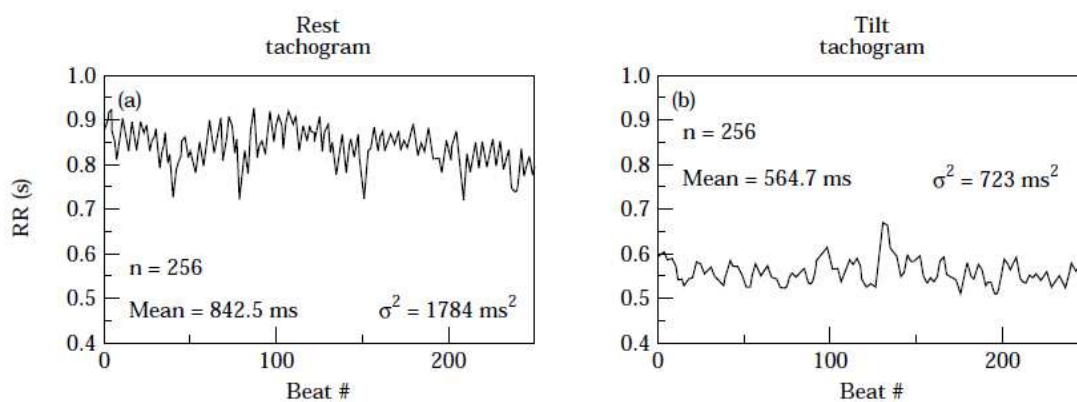 Rest
tachogram
1.0
0.9
0.8
0.7
0.6
0.5
0.4
RR (s)
(a)
n = 256
Mean = 842.5 ms
σ² = 1784 ms²
0
100
200
Beat #
Tilt
tachogram
1.0
0.9
0.8
0.7
0.6
0.5
0.4
(b)
n = 256
Mean = 564.7 ms
σ² = 723 ms²
0
100
200
Beat #